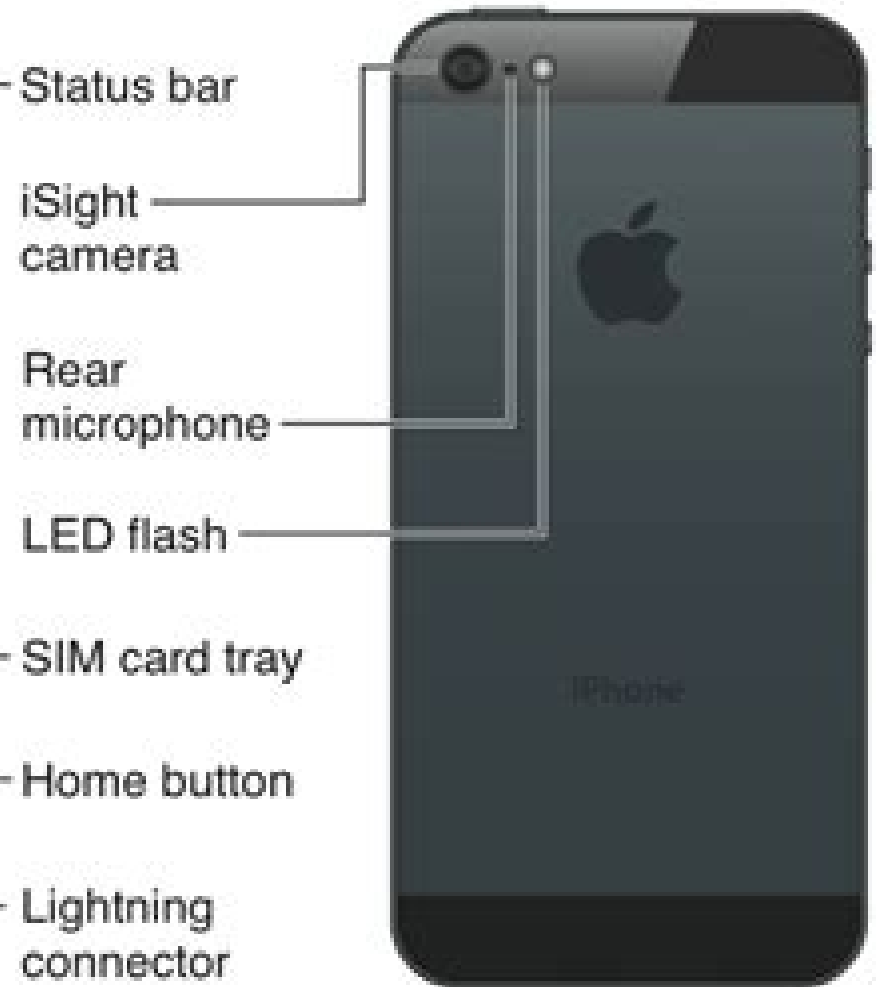 Status bar
iSight
camera
Rear
microphone
LED flash
SIM card tray
iPhone
Home button
Lightning
connector